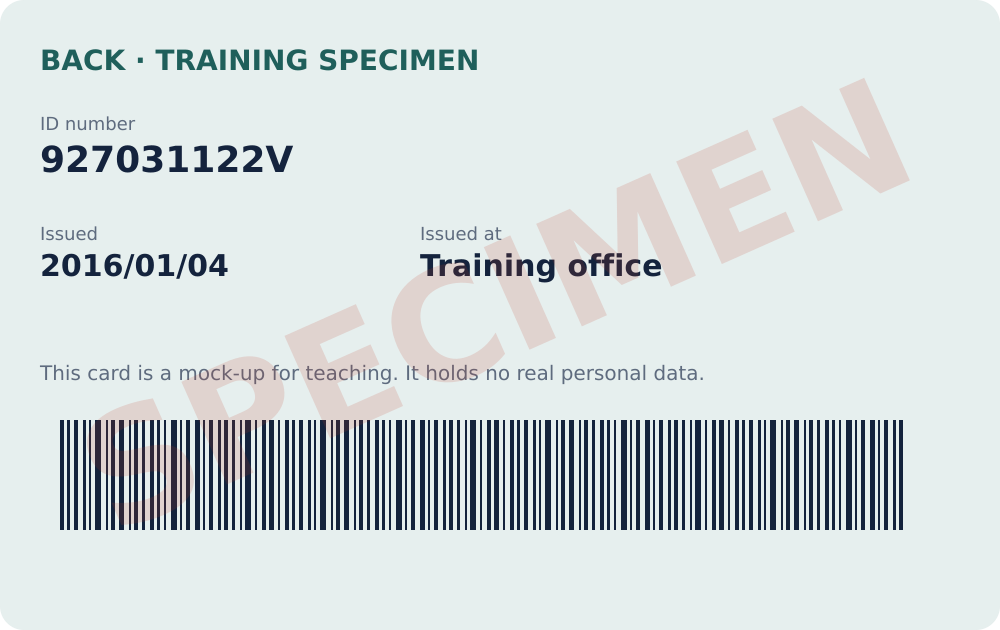 BACK · TRAINING SPECIMEN
ID number
927031122V
Issued
2016/01/04
Issued at
Training office
This card is a mock-up for teaching. It holds no real personal data.
SPECIMEN